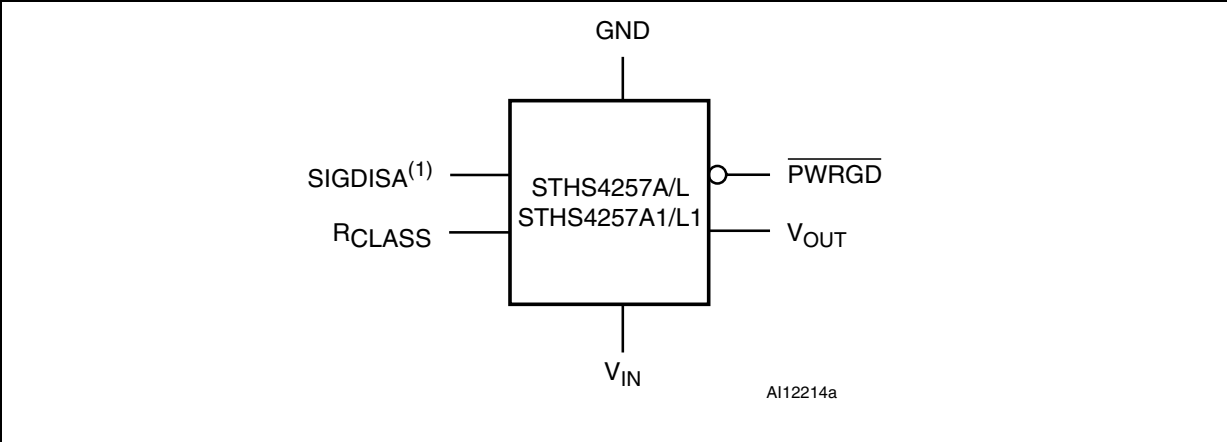 GND
SIGDISA(1)
STHS4257A/L
PWRGD
STHS4257A1/L1
RCLASS
VOUT
VIN
AI12214a